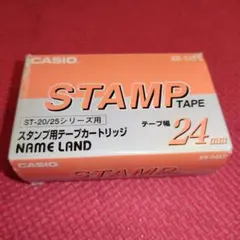 CASIO
STAMP
TAPE
ST-20/25シリーズ用
スタンプ用テープカートリッジ
NAME LAND
テープ幅
24mm
CASIO